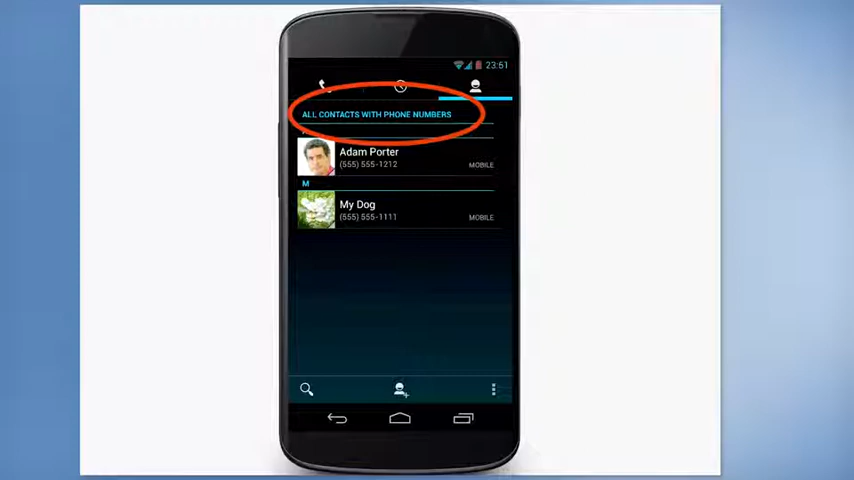 23:51
ALL CONTACTS WITH PHONE NUMBERS
Adam Porter
(555) 555-1212
MOBILE
M
My Dog
(555) 555-1111
MOBILE